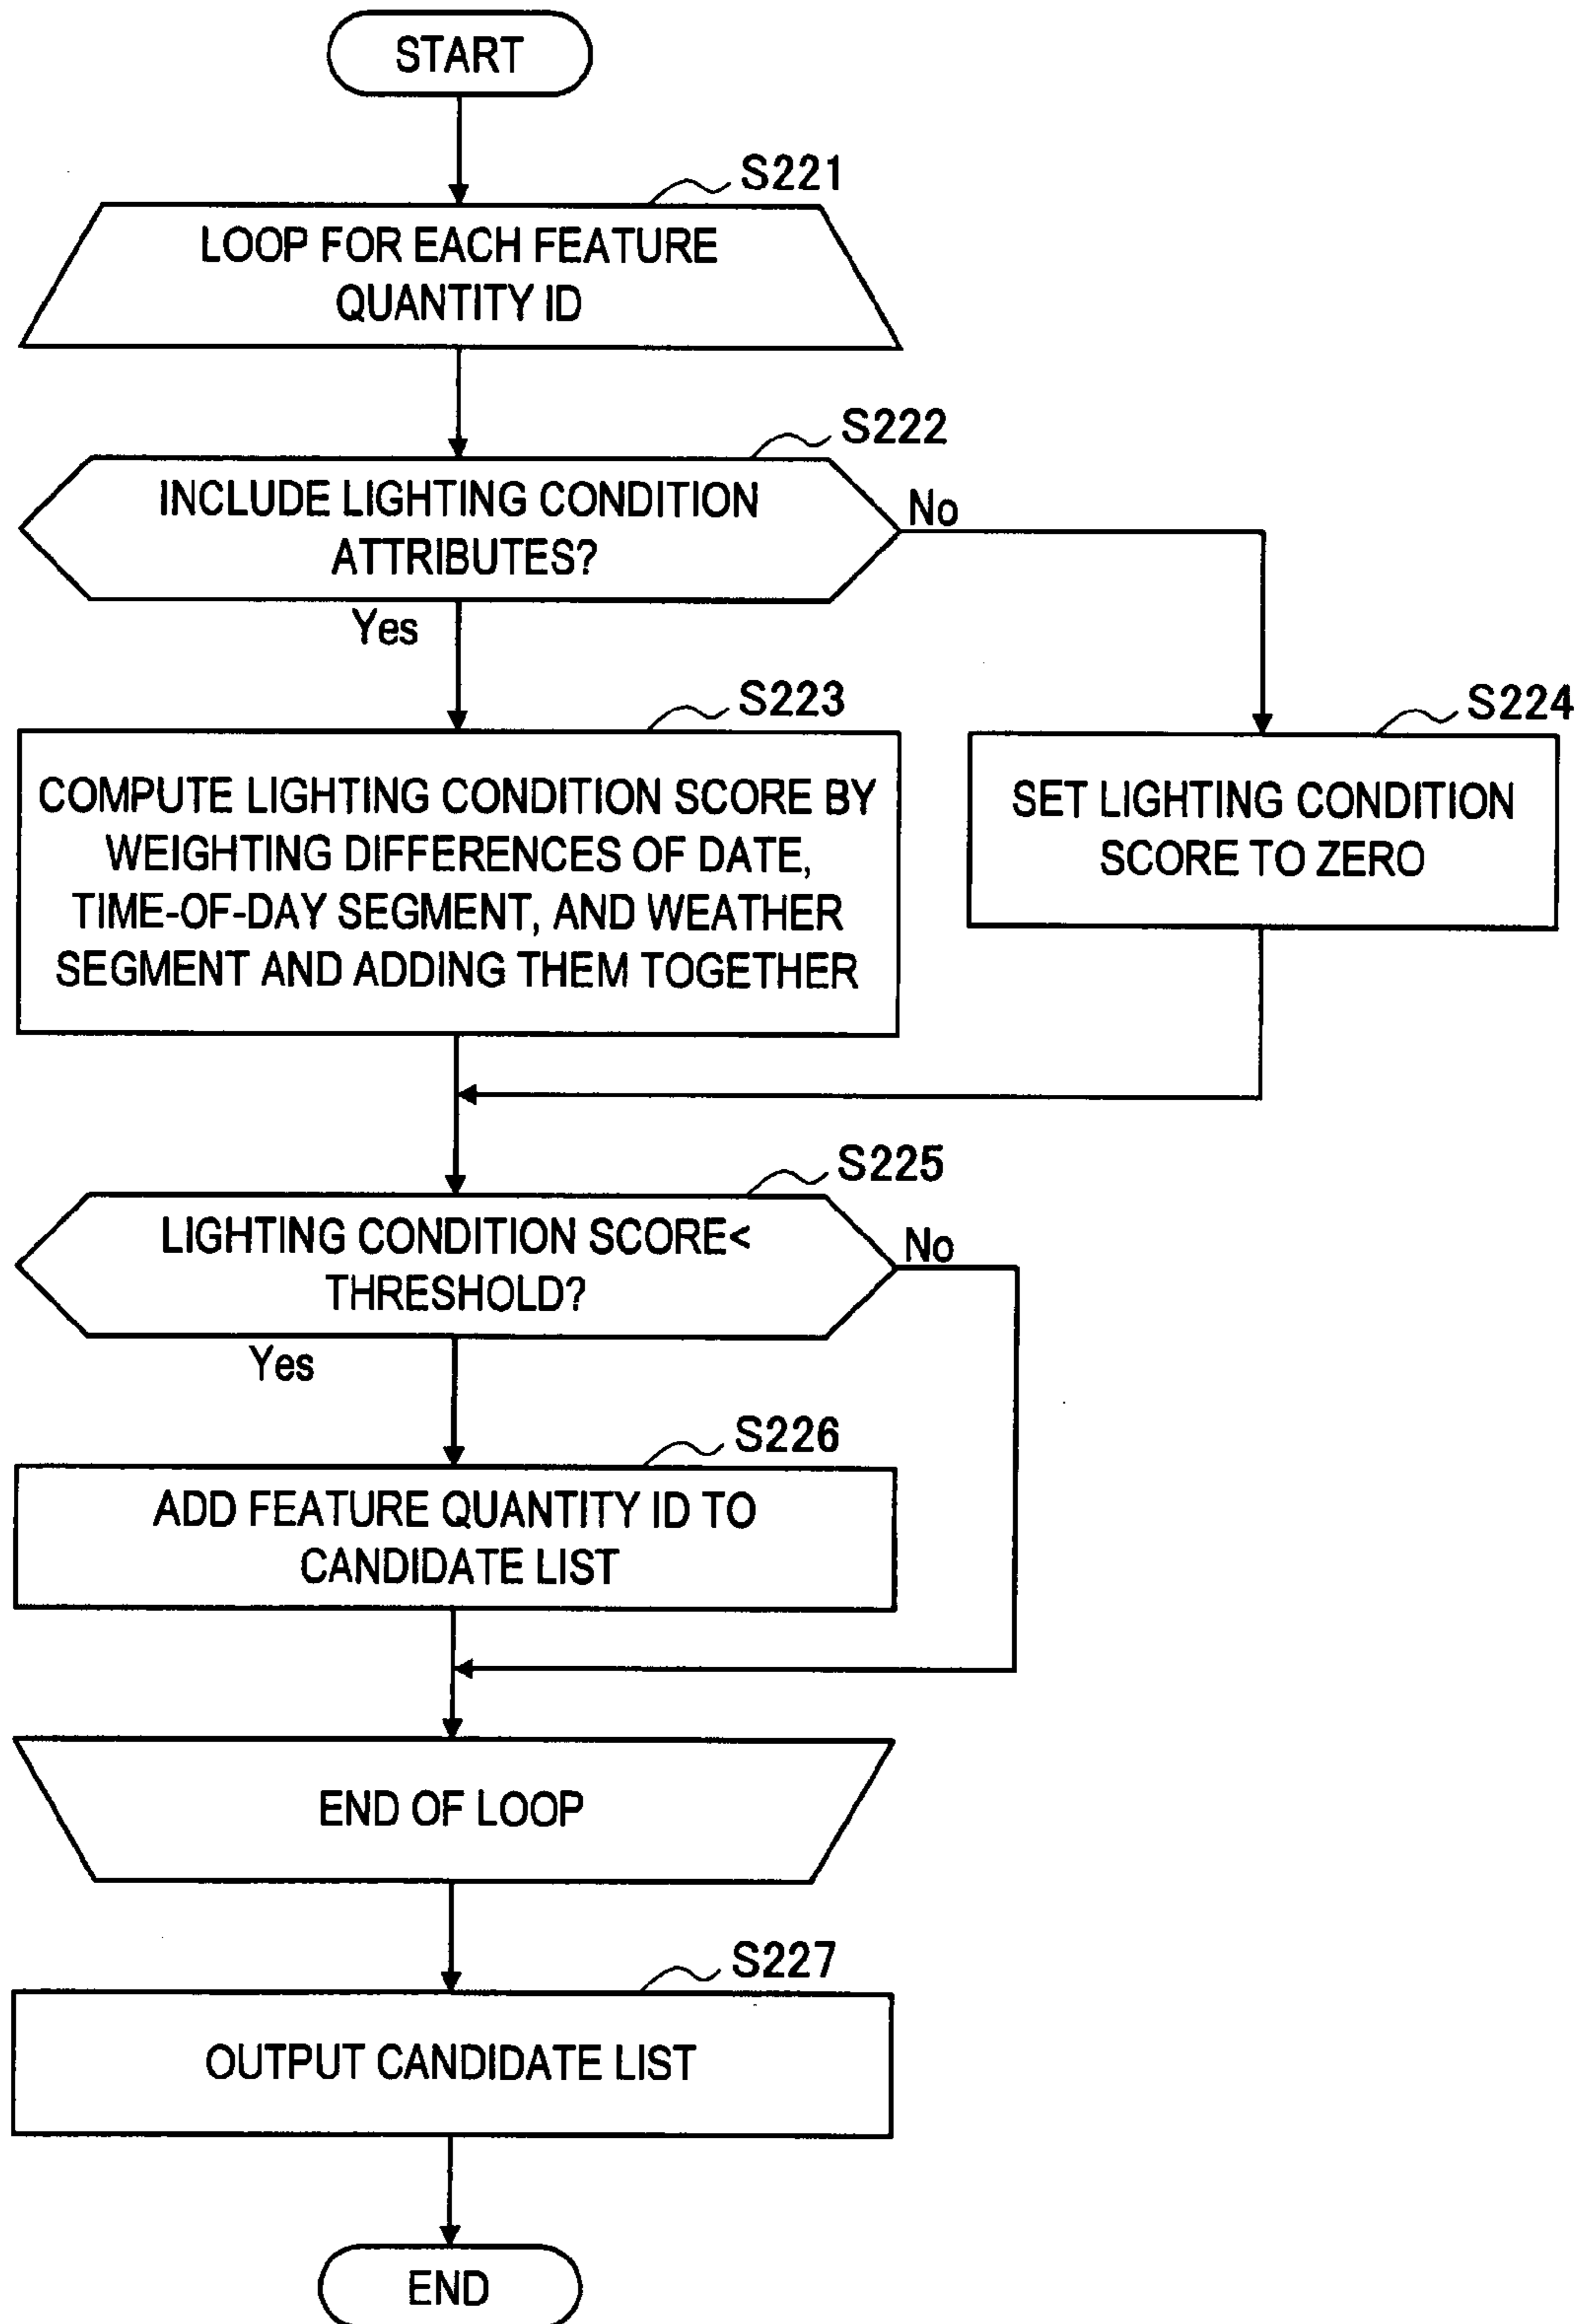 START
S221
LOOP FOR EACH FEATURE
QUANTITY ID
S222
INCLUDE LIGHTING CONDITION
ATTRIBUTES?
No
Yes
S223
COMPUTE LIGHTING CONDITION SCORE BY
WEIGHTING DIFFERENCES OF DATE,
TIME-OF-DAY SEGMENT, AND WEATHER
SEGMENT AND ADDING THEM TOGETHER
S224
SET LIGHTING CONDITION
SCORE TO ZERO
S225
LIGHTING CONDITION SCORE<
THRESHOLD?
No
Yes
S226
ADD FEATURE QUANTITY ID TO
CANDIDATE LIST
END OF LOOP
S227
OUTPUT CANDIDATE LIST
END